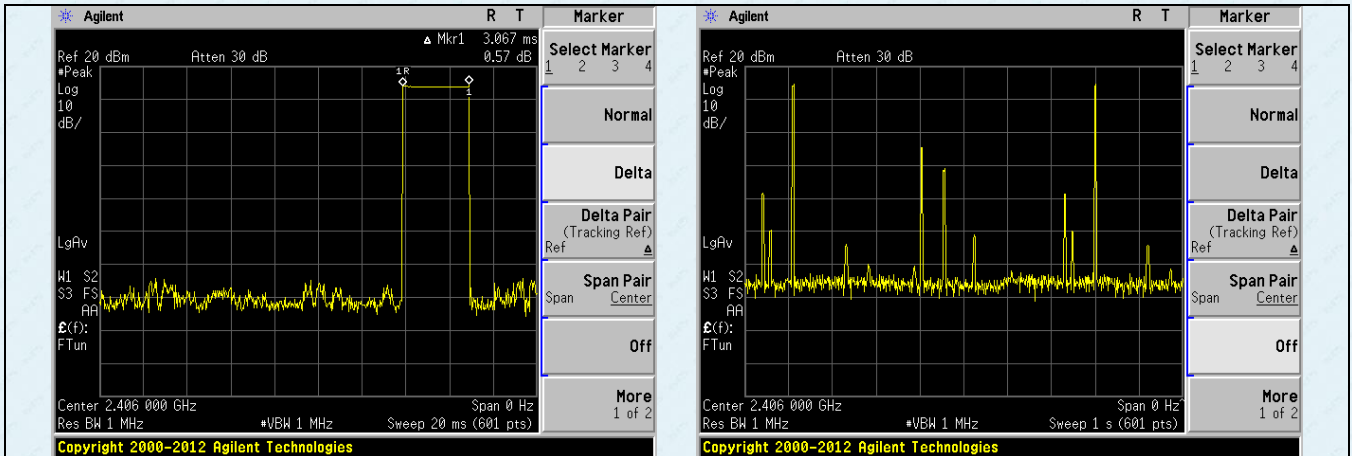 Agilent R T Marker
▵ Mkr1 3.067 ms
Ref 20 dBm Atten 30 dB 0.57 dB
#Peak
Log
10
dB/
1R
1
LgAv
W1 S2
S3 FS
AA
£(f):
FTun
Center 2.406 000 GHz Span 0 Hz
Res BW 1 MHz #VBW 1 MHz Sweep 20 ms (601 pts)
Copyright 2000-2012 Agilent Technologies
Select Marker
1 2 3 4
Normal
Delta
Delta Pair
(Tracking Ref)
Ref ▵
Span Pair
Span Center
Off
More
1 of 2
Agilent R T Marker
Ref 20 dBm Atten 30 dB
#Peak
Log
10
dB/
LgAv
W1 S2
S3 FS
AA
£(f):
FTun
Center 2.406 000 GHz Span 0 Hz^
Res BW 1 MHz #VBW 1 MHz Sweep 1 s (601 pts)
Copyright 2000-2012 Agilent Technologies
Select Marker
1 2 3 4
Normal
Delta
Delta Pair
(Tracking Ref)
Ref ▵
Span Pair
Span Center
Off
More
1 of 2